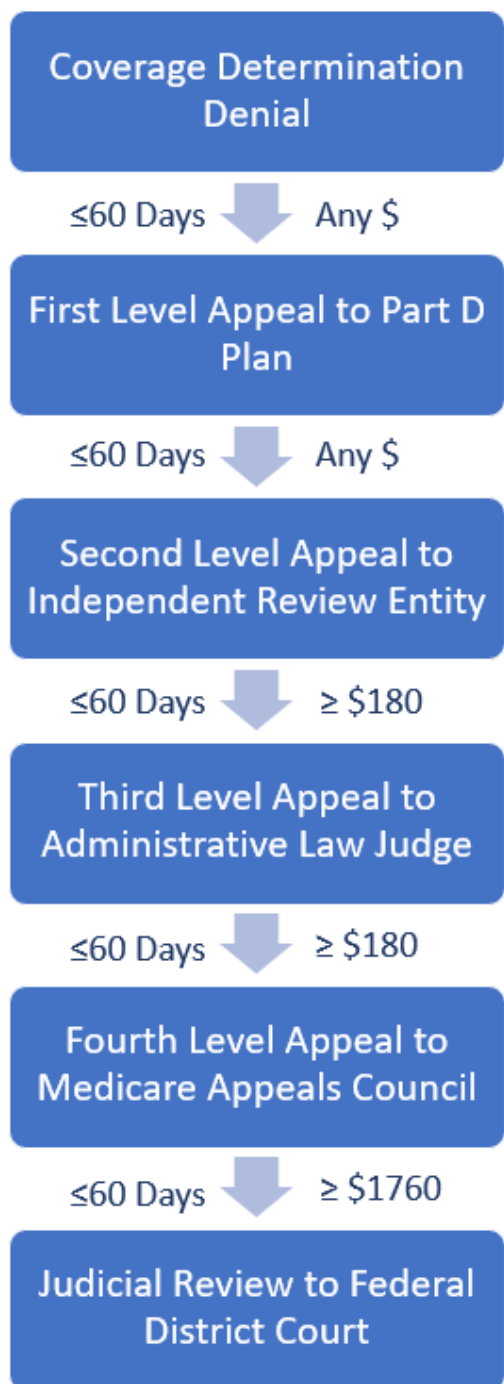 Coverage Determination
Denial
≤60 Days Any $
First Level Appeal to Part D
Plan
≤60 Days Any $
Second Level Appeal to
Independent Review Entity
≤60 Days ≥ $180
Third Level Appeal to
Administrative Law Judge
≤60 Days ≥ $180
Fourth Level Appeal to
Medicare Appeals Council
≤60 Days ≥ $1760
Judicial Review to Federal
District Court